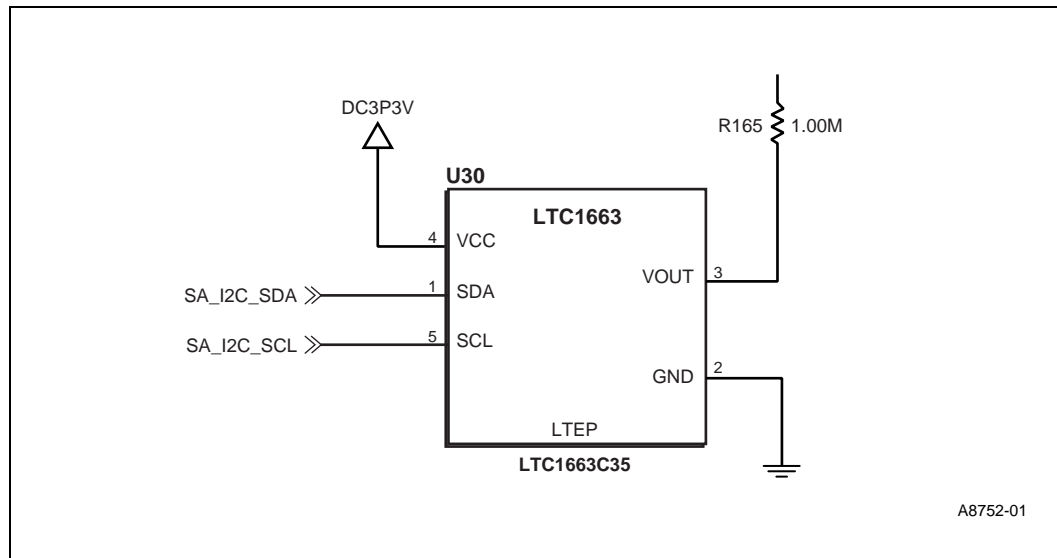 DC3P3V
R165 1.00M
U30
LTC1663
4 VCC
VOUT 3
SA_I2C_SDA 1 SDA
SA_I2C_SCL 5 SCL
GND 2
LTEP
LTC1663C35
A8752-01